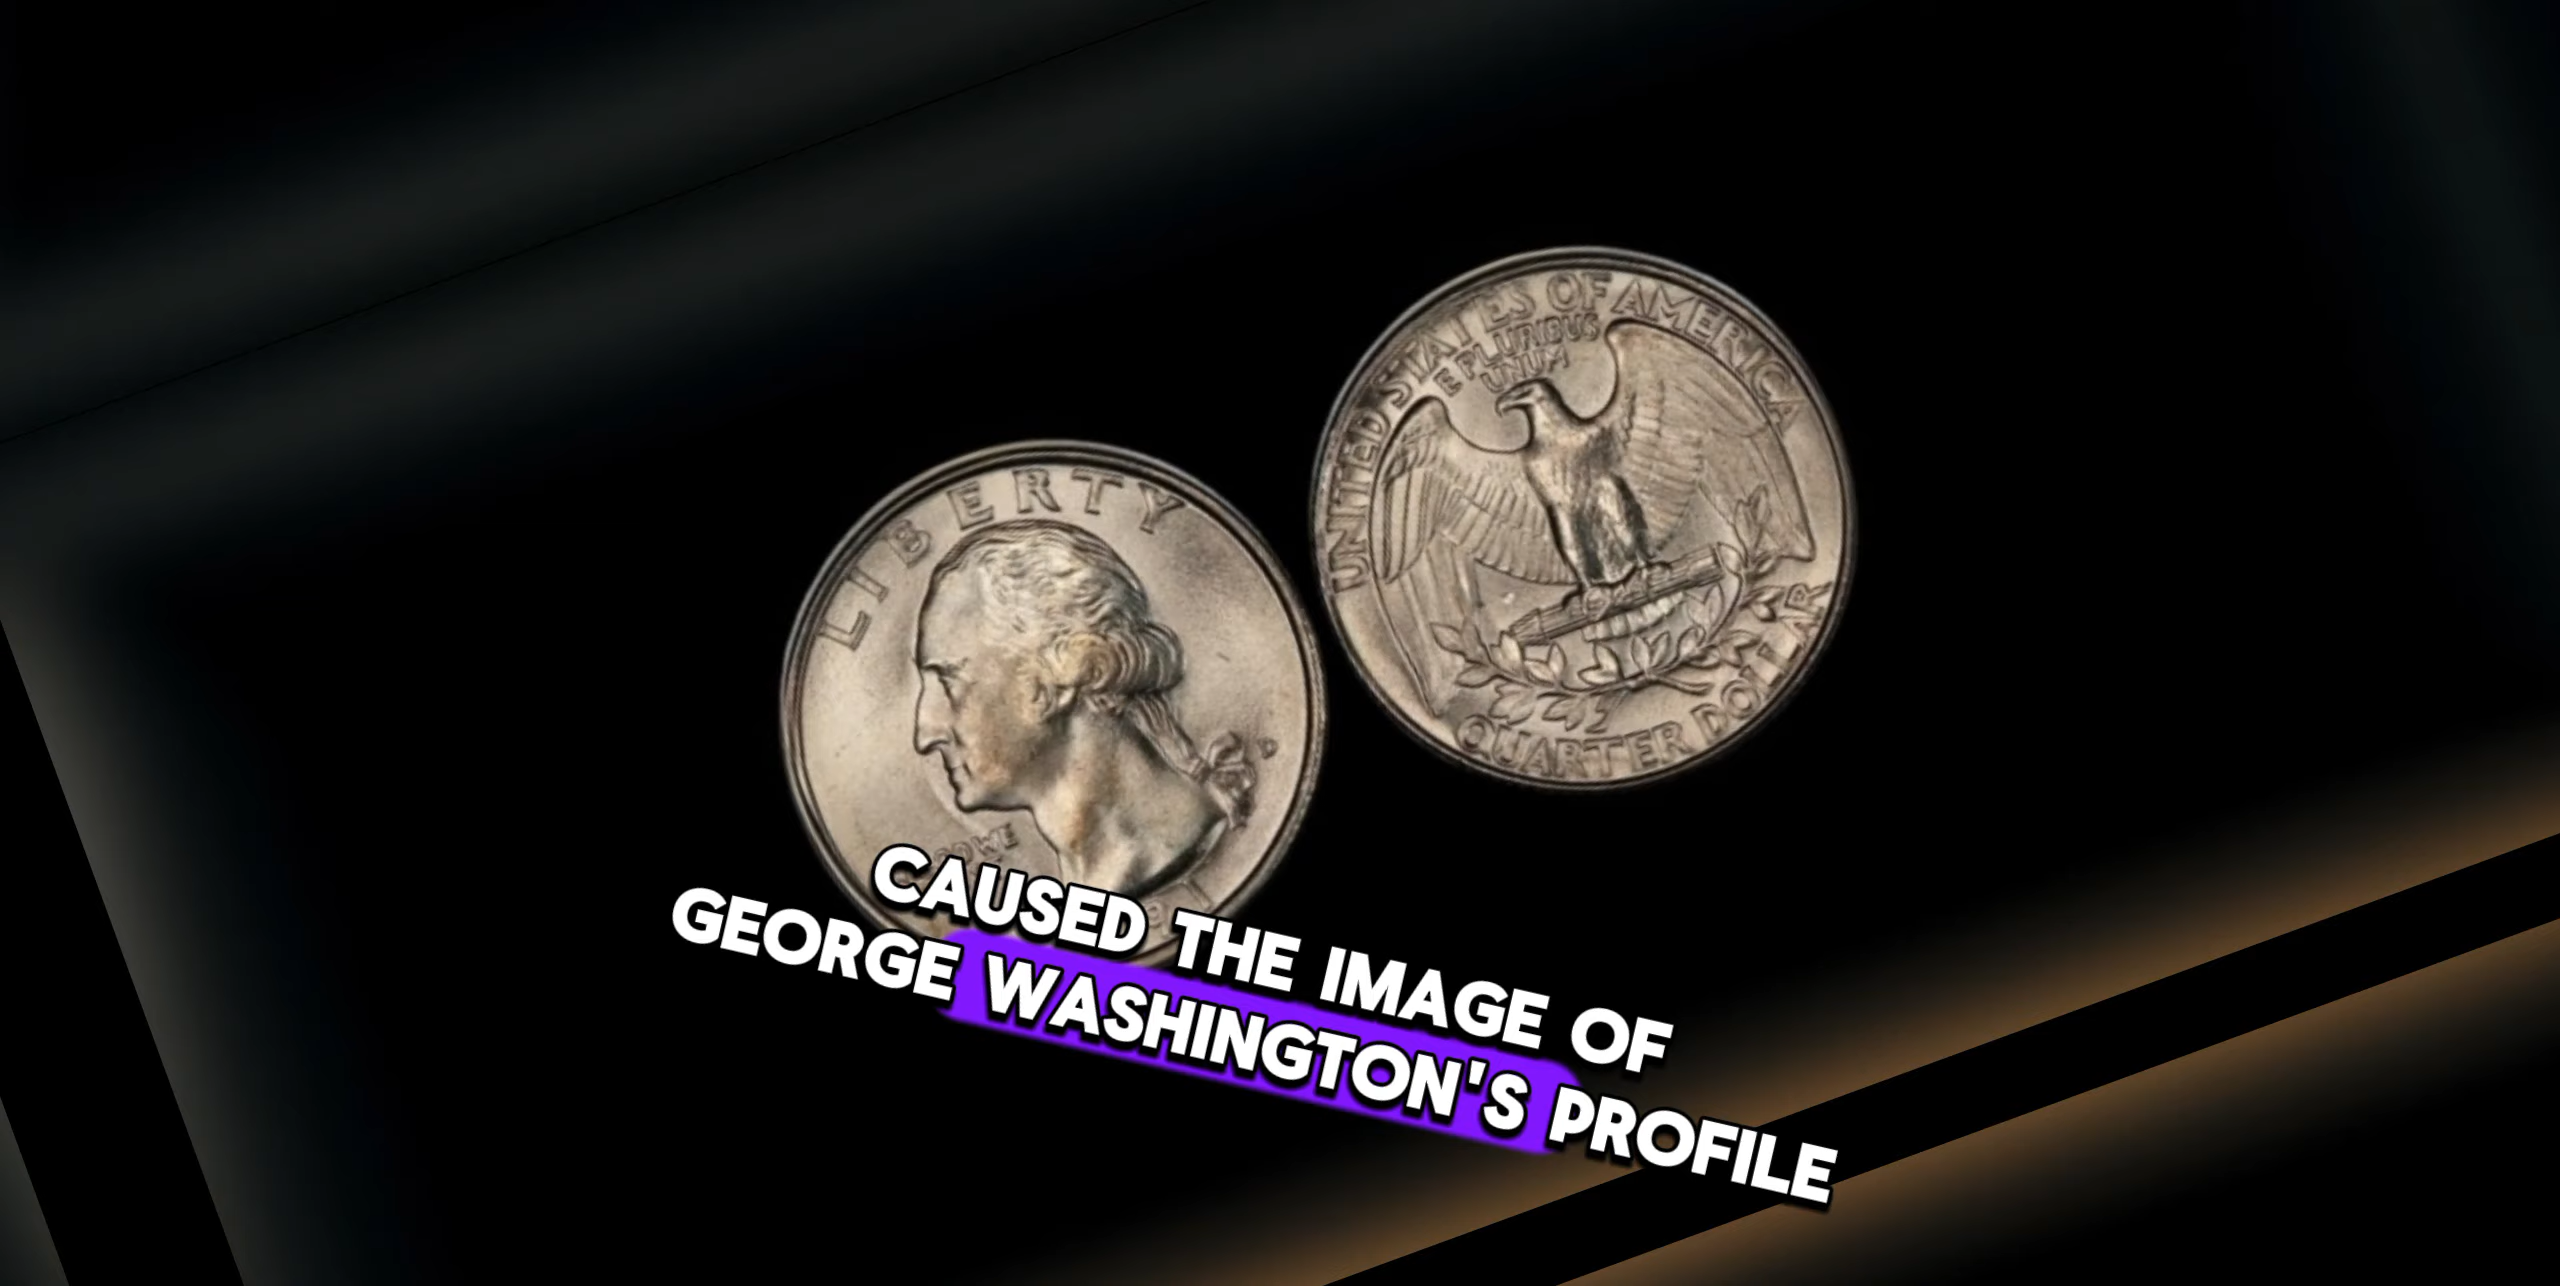 LIBERTY
D
UNITED STATES OF AMERICA
E PLURIBUS
UNUM
QUARTER DOLLAR
CAUSED THE IMAGE OF
GEORGE WASHINGTON'S PROFILE